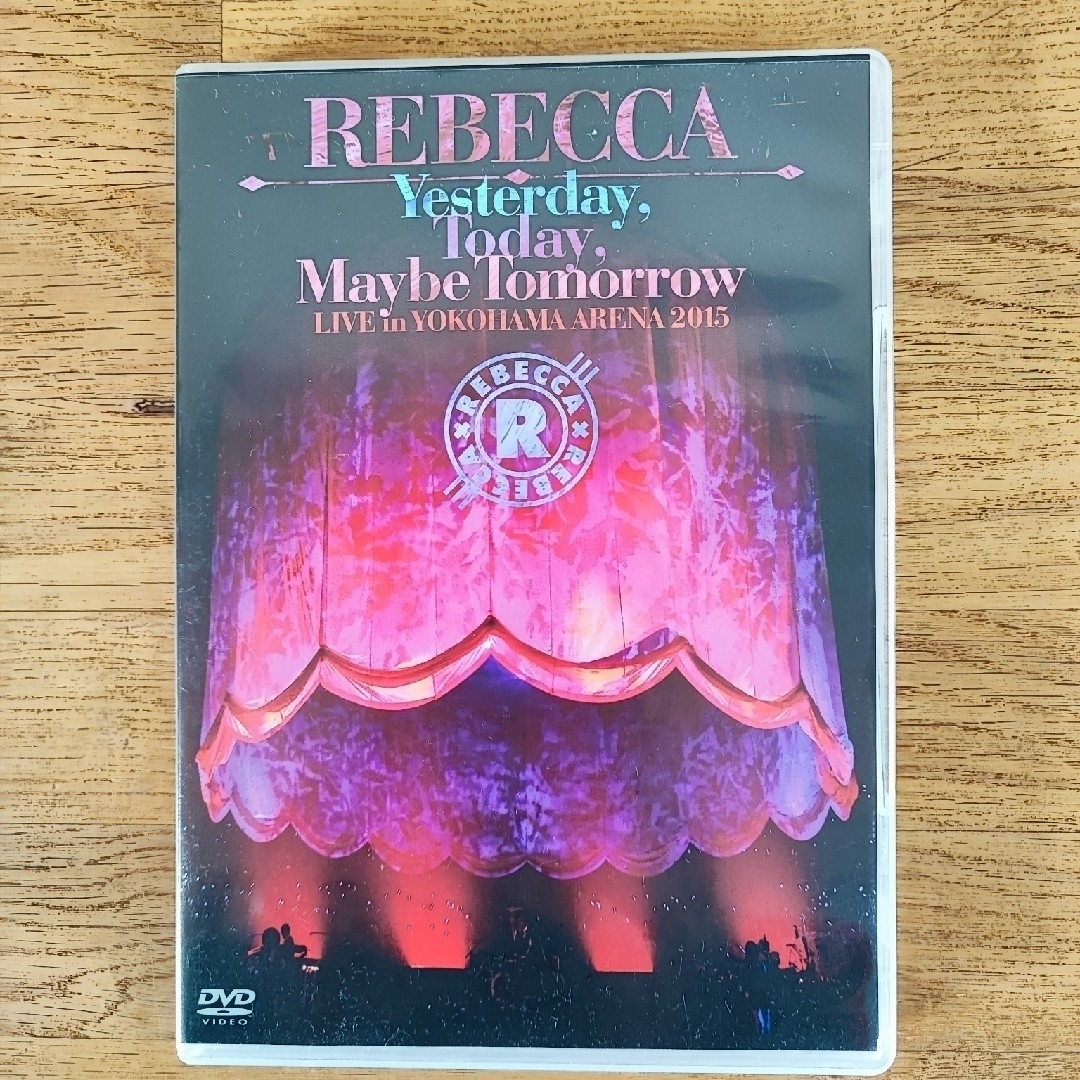 REBECCA
Yesterday,
Today,
Maybe Tomorrow
LIVE in YOKOHAMA ARENA 2015
REBECCA × REBECCA ×
R
DVD
VIDEO